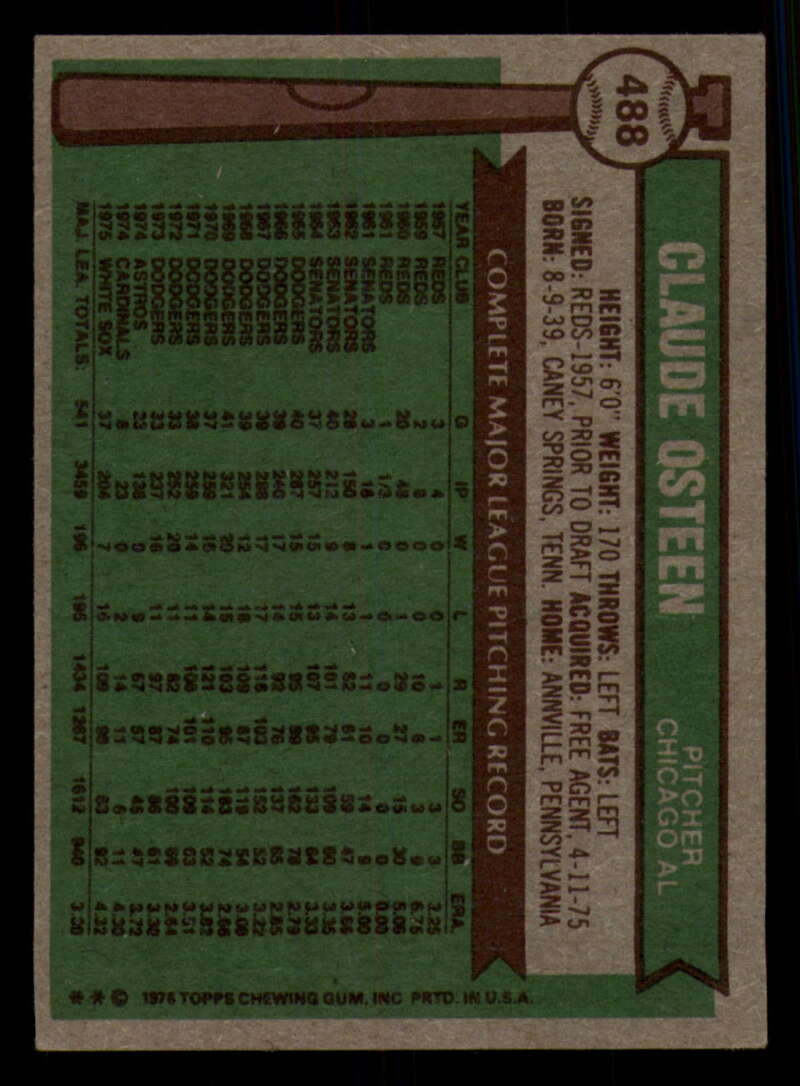 488
CLAUDE OSTEEN
PITCHER
CHICAGO AL
HEIGHT: 6'0" WEIGHT: 170 THROWS: LEFT BATS: LEFT
SIGNED: REDS-1957, PRIOR TO DRAFT ACQUIRED: FREE AGENT, 4-11-75
BORN: 8-9-39, CANEY SPRINGS, TENN. HOME: ANNVILLE, PENNSYLVANIA
COMPLETE MAJOR LEAGUE PITCHING RECORD
YEAR CLUB G IP W L R ER SO BB ERA
1957 REDS 3 4 0 0 1 1 3 3 2.25
1959 REDS 2 8 0 0 10 6 3 9 6.75
1960 REDS 20 48 0 1 29 27 15 30 5.06
1961 REDS 1 1/3 0 0 0 0 0 0 0.00
1961 SENATORS 3 18 1 1 11 10 14 9 5.00
1962 SENATORS 28 150 8 13 62 61 59 47 3.66
1963 SENATORS 40 212 9 14 101 79 109 60 3.35
1964 SENATORS 37 257 15 13 107 95 133 64 3.33
1965 DODGERS 40 287 15 15 95 89 162 78 2.79
1966 DODGERS 39 240 17 14 92 76 137 65 2.85
1967 DODGERS 39 288 17 17 116 103 152 52 3.22
1968 DODGERS 39 254 12 18 109 87 119 54 3.08
1969 DODGERS 41 321 20 15 103 95 183 74 2.66
1970 DODGERS 37 259 16 14 121 110 114 52 3.82
1971 DODGERS 38 259 14 11 108 101 109 63 3.51
1972 DODGERS 33 252 20 11 82 74 100 69 2.64
1973 DODGERS 33 237 16 11 97 87 86 61 3.30
1974 ASTROS 23 138 9 9 67 57 45 47 3.72
1974 CARDINALS 8 23 0 2 14 11 6 11 4.30
1975 WHITE SOX 37 204 7 16 109 98 63 92 4.32
MAJ. LEA. TOTALS: 541 3459 196 195 1434 1267 1612 940 3.30
* * © 1976 TOPPS CHEWING GUM, INC PRTD. IN U.S.A.